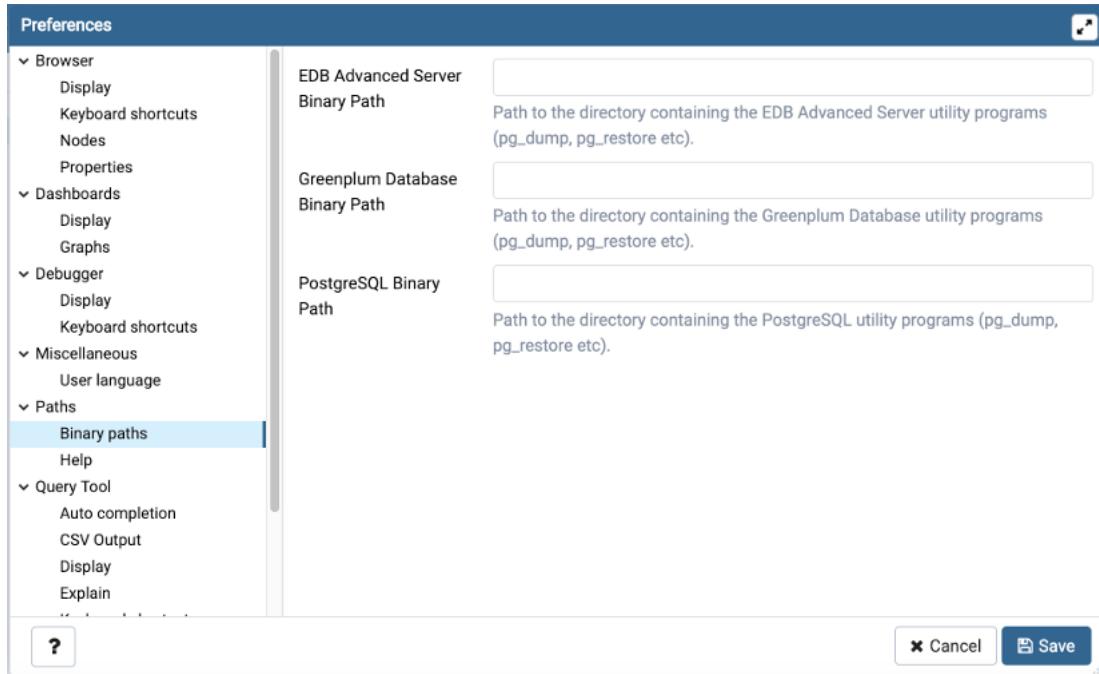 Preferences
Browser
Display
Keyboard shortcuts
Nodes
Properties
Dashboards
Display
Graphs
Debugger
Display
Keyboard shortcuts
Miscellaneous
User language
Paths
Binary paths
Help
Query Tool
Auto completion
CSV Output
Display
Explain
EDB Advanced Server
Binary Path
Path to the directory containing the EDB Advanced Server utility programs
(pg_dump, pg_restore etc).
Greenplum Database
Binary Path
Path to the directory containing the Greenplum Database utility programs
(pg_dump, pg_restore etc).
PostgreSQL Binary
Path
Path to the directory containing the PostgreSQL utility programs (pg_dump,
pg_restore etc).
?
Cancel
Save